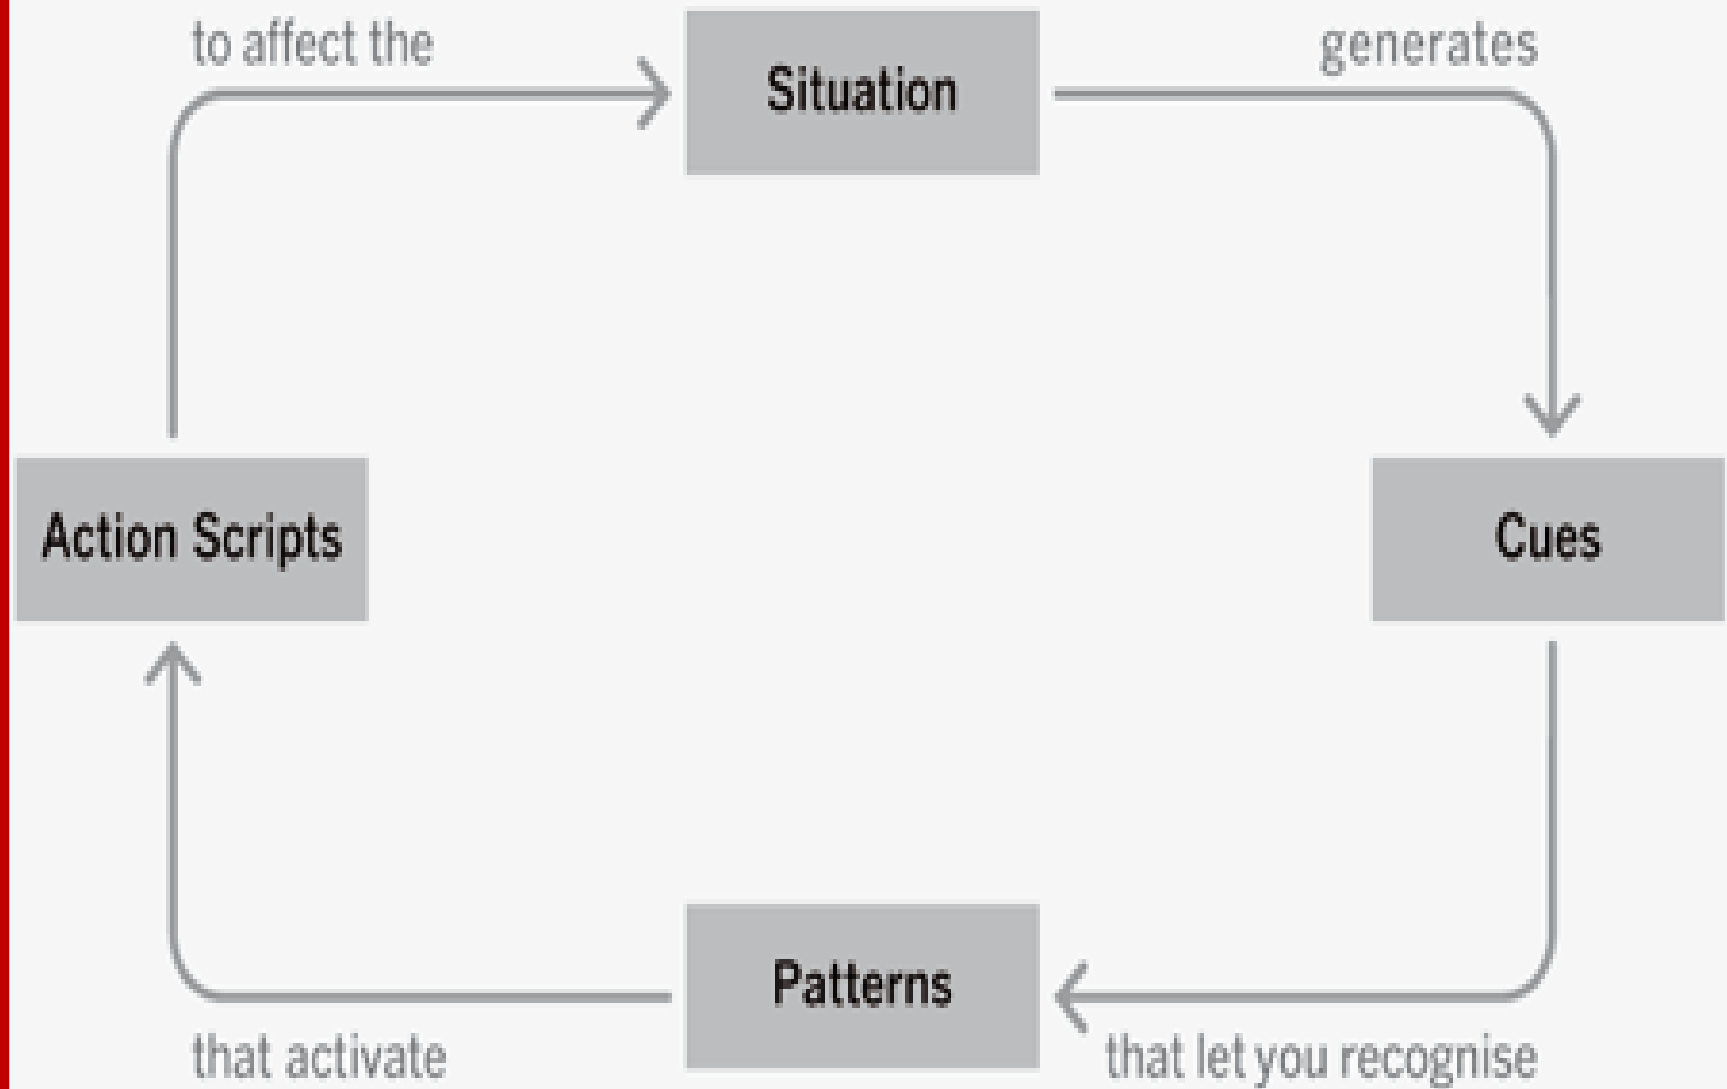 to affect the
Situation
generates
Action Scripts
Cues
Patterns
that activate
that let you recognise